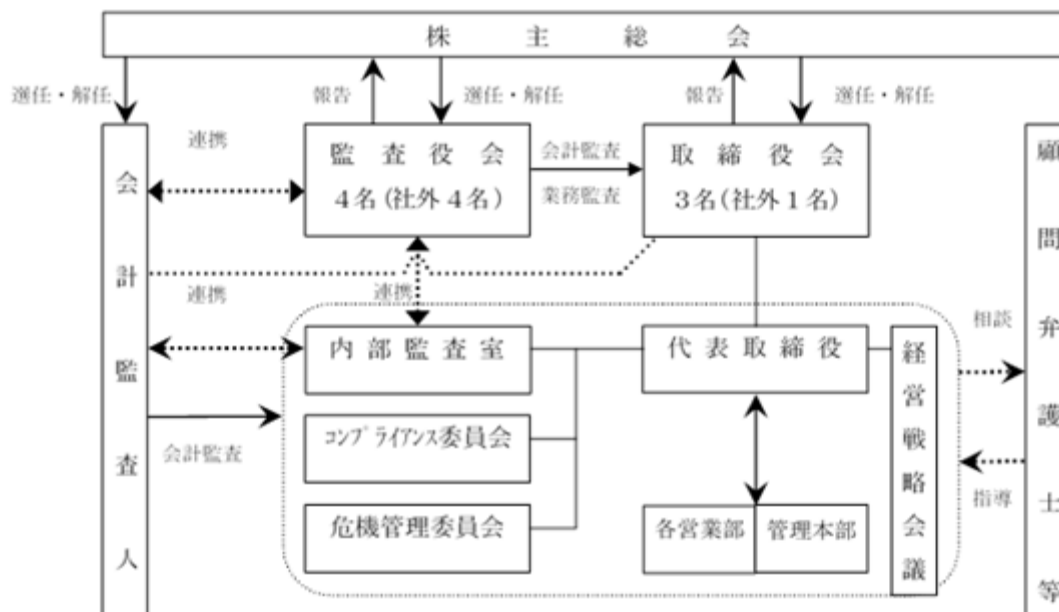 株主総会
選任・解任
報告
選任・解任
報告
選任・解任
会計監査人
連携
監査役会
4名(社外4名)
会計監査
業務監査
取締役会
3名(社外1名)
顧問弁護士等
連携
連携
内部監査室
代表取締役
経営戦略会議
相談
会計監査
コンプライアンス委員会
危機管理委員会
各営業部
管理本部
指導